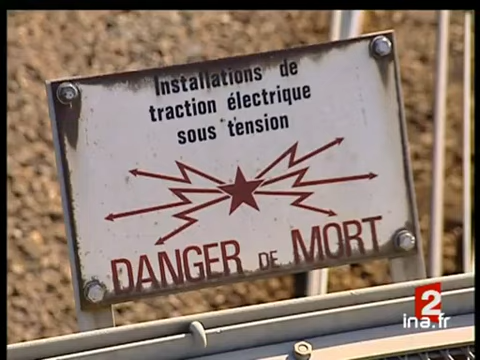 Installations de
traction électrique
sous tension
DANGER DE MORT
2
ina.fr